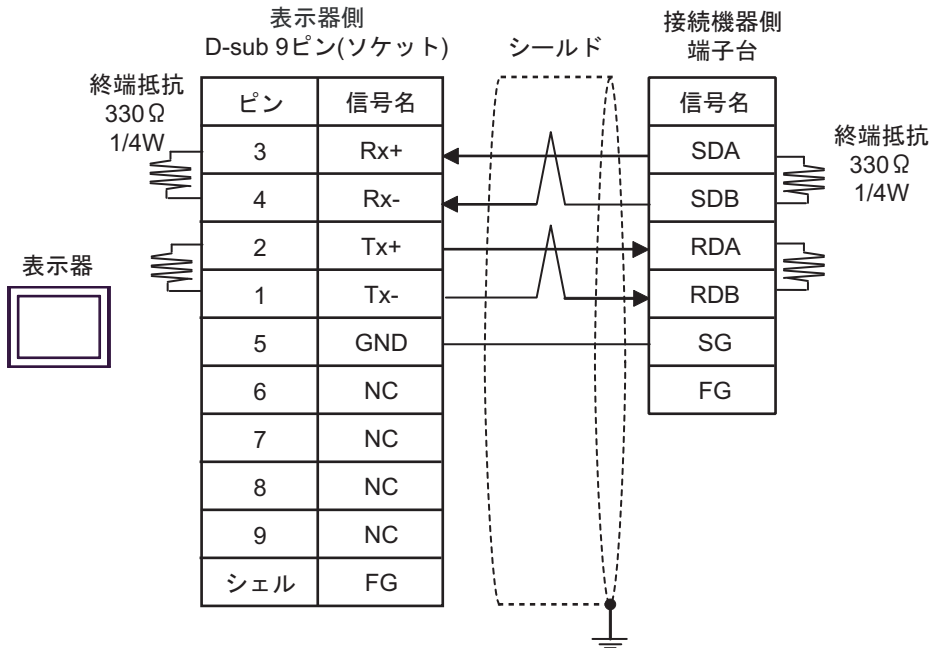 表示器側
D-sub 9ピン(ソケット)
シールド
接続機器側
端子台
終端抵抗
330Ω
1/4W
ピン 信号名
3 Rx+
4 Rx-
2 Tx+
1 Tx-
5 GND
6 NC
7 NC
8 NC
9 NC
シェル FG
信号名
SDA
SDB
RDA
RDB
SG
FG
終端抵抗
330Ω
1/4W
表示器